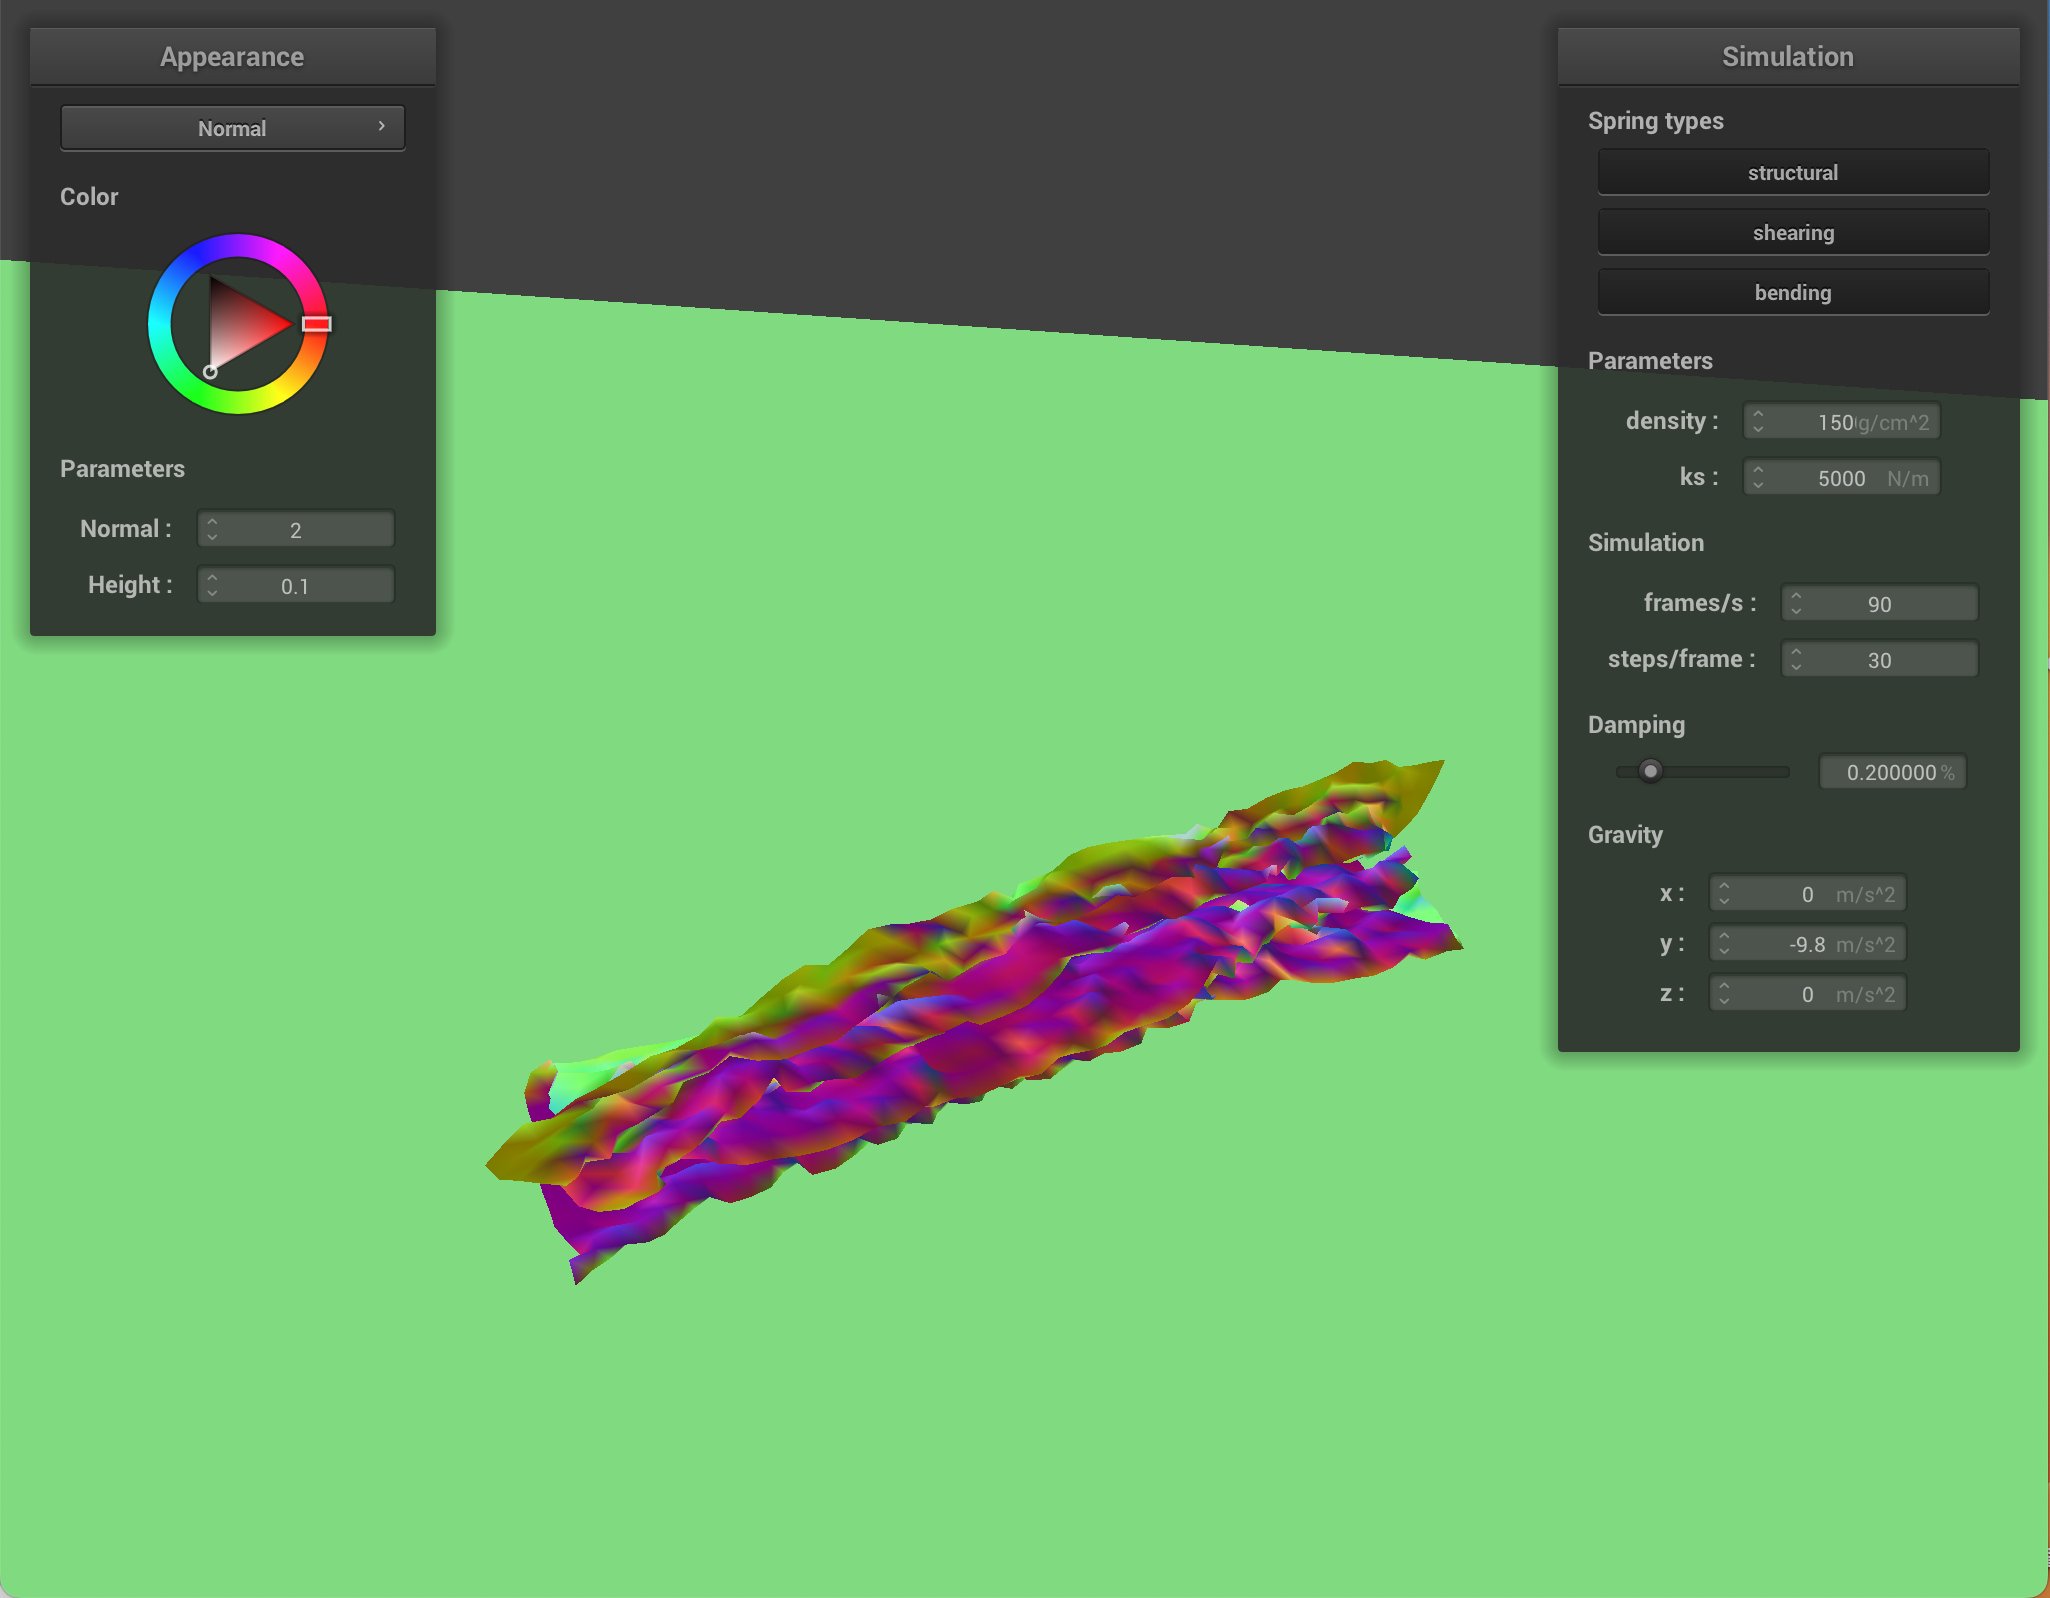 Appearance
Normal
Color
Parameters
Normal : 2
Height : 0.1
Simulation
Spring types
structural
shearing
bending
Parameters
density : 150 g/cm^2
ks : 5000 N/m
Simulation
frames/s : 90
steps/frame : 30
Damping
0.200000 %
Gravity
x : 0 m/s^2
y : -9.8 m/s^2
z : 0 m/s^2